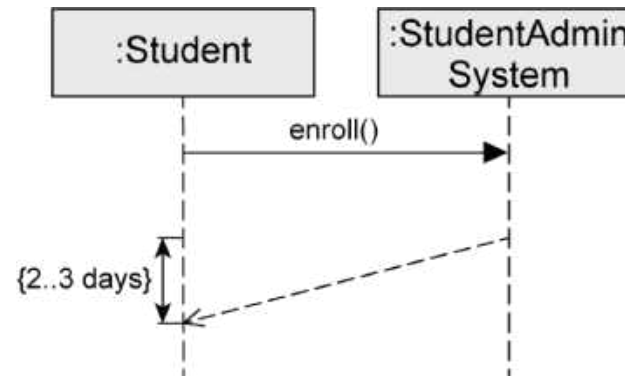 :Student
:StudentAdmin
System
enroll()
{2..3 days}